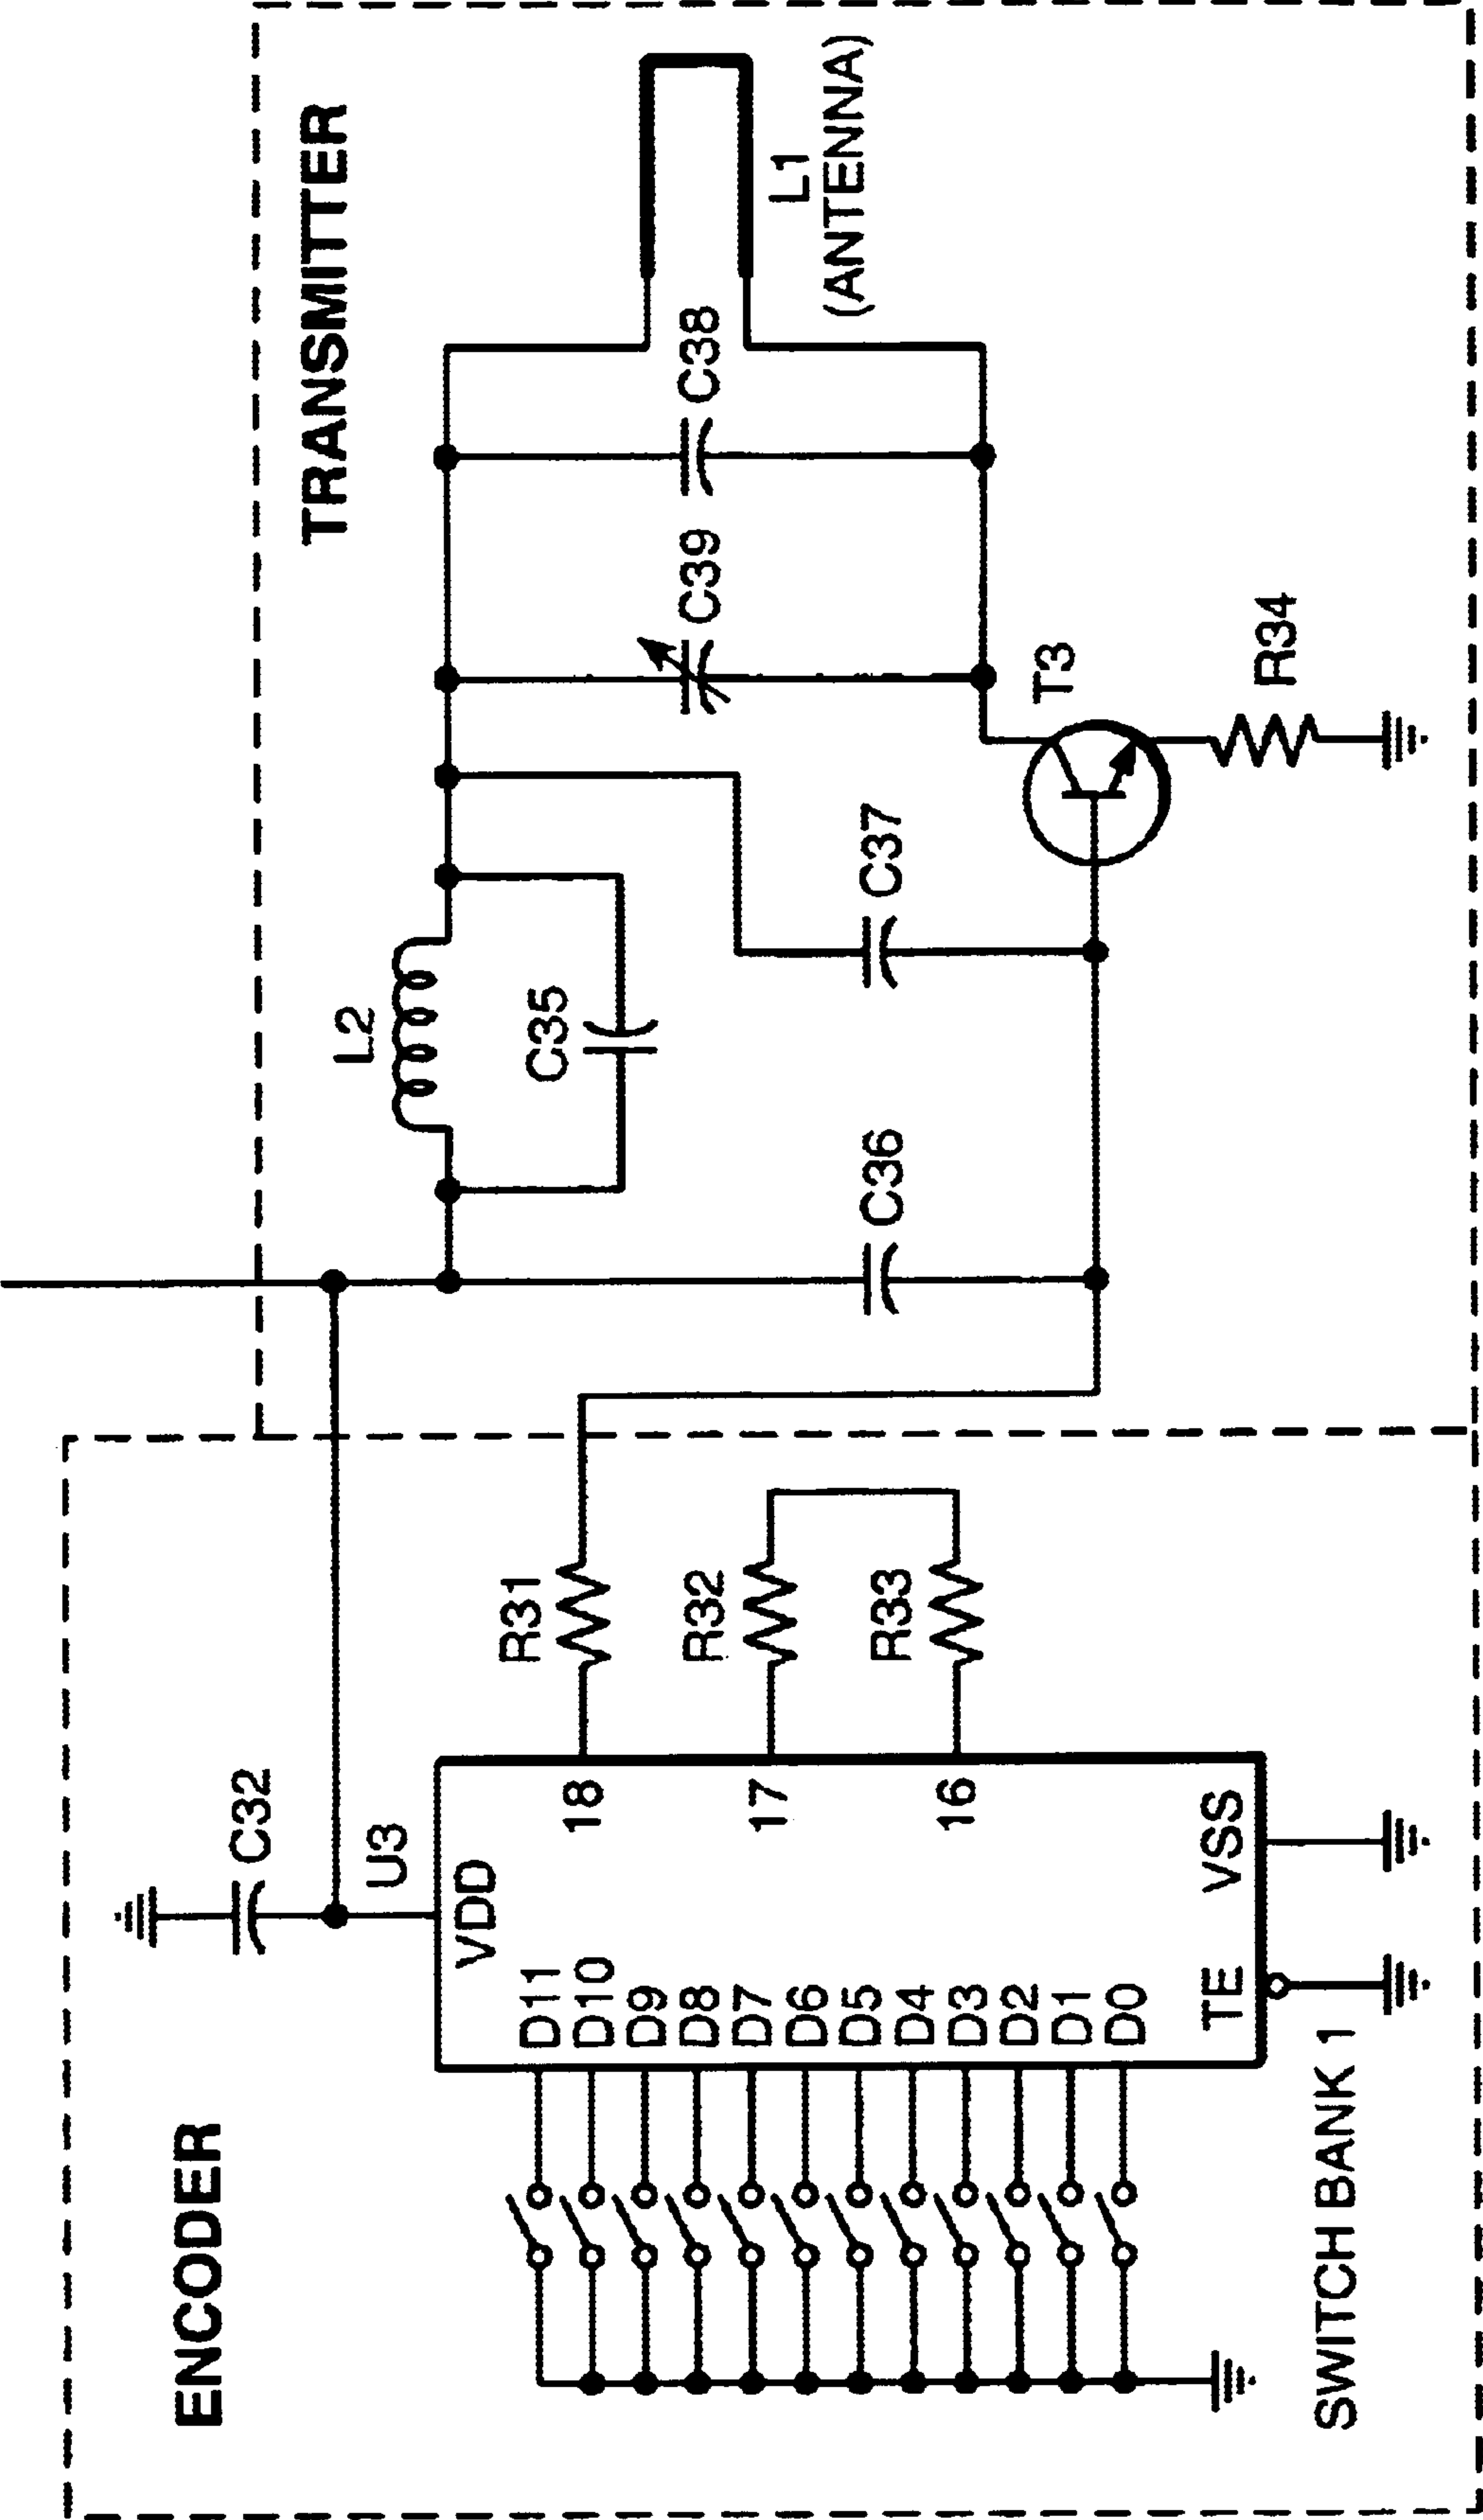 ENCODER
TRANSMITTER
C32
U3
VDD
D11
D10
D9
D8
D7
D6
D5
D4
D3
D2
D1
D0
18
17
16
TE
VSS
SWITCH BANK 1
R31
R32
R33
L2
C35
C36
C37
C39
C38
L1
(ANTENNA)
T3
R34